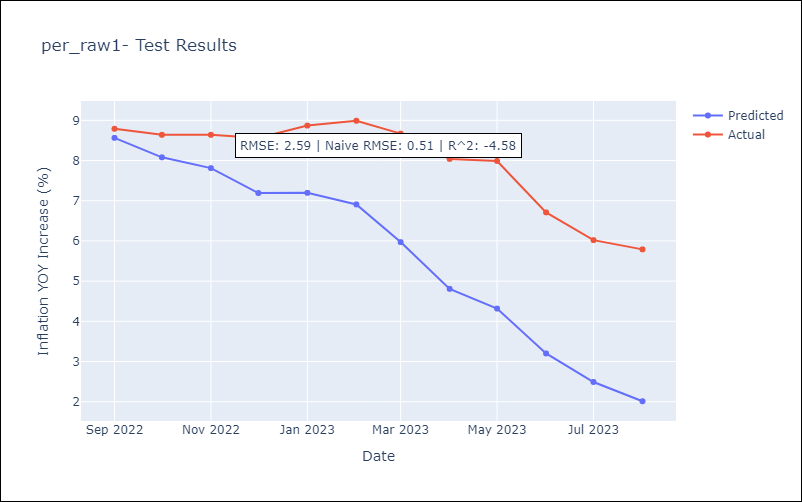 per_raw1- Test Results
Predicted
Actual
RMSE: 2.59 | Naive RMSE: 0.51 | R^2: -4.58
Inflation YOY Increase (%)
9
8
7
6
5
4
3
2
Sep 2022 Nov 2022 Jan 2023 Mar 2023 May 2023 Jul 2023
Date